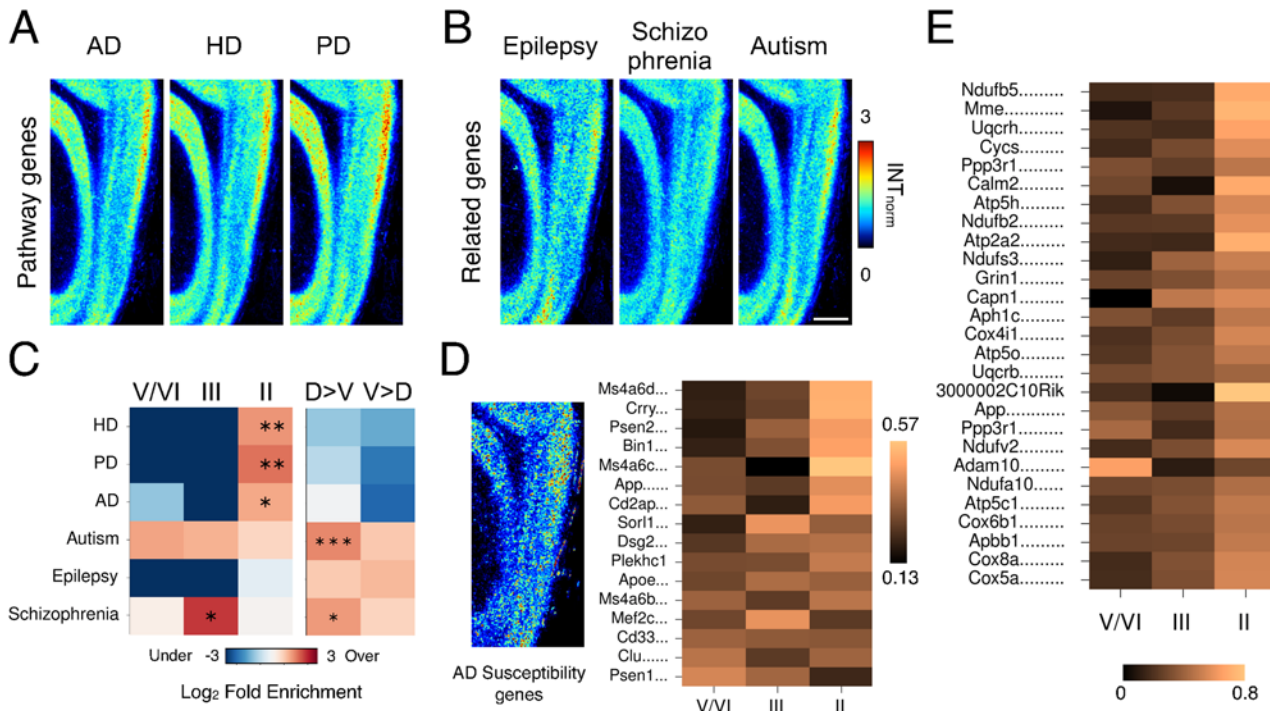 A
AD HD PD
Pathway genes
B
Epilepsy Schizo
phrenia Autism
Related genes
3
INT norm
0
C
V/VI III II D>V V>D
HD **
PD **
AD *
Autism ***
Epilepsy
Schizophrenia * *
Under -3 3 Over
Log2 Fold Enrichment
D
AD Susceptibility
genes
Ms4a6d...
Crry...
Psen2...
Bin1...
Ms4a6c...
App......
Cd2ap...
Sorl1...
Dsg2...
Plekhc1
Apoe...
Ms4a6b...
Mef2c...
Cd33...
Clu......
Psen1...
V/VI III II
0.57
0.13
E
Ndufb5.........
Mme.........
Uqcrh.........
Cycs.........
Ppp3r1.........
Calm2.........
Atp5h.........
Ndufb2.........
Atp2a2.........
Ndufs3.........
Grin1.........
Capn1.........
Aph1c.........
Cox4i1.........
Atp5o.........
Uqcrb.........
3000002C10Rik
App............
Ppp3r1.........
Ndufv2.........
Adam10.........
Ndufa10.........
Atp5c1.........
Cox6b1.........
Apbb1.........
Cox8a.........
Cox5a.........
V/VI III II
0 0.8